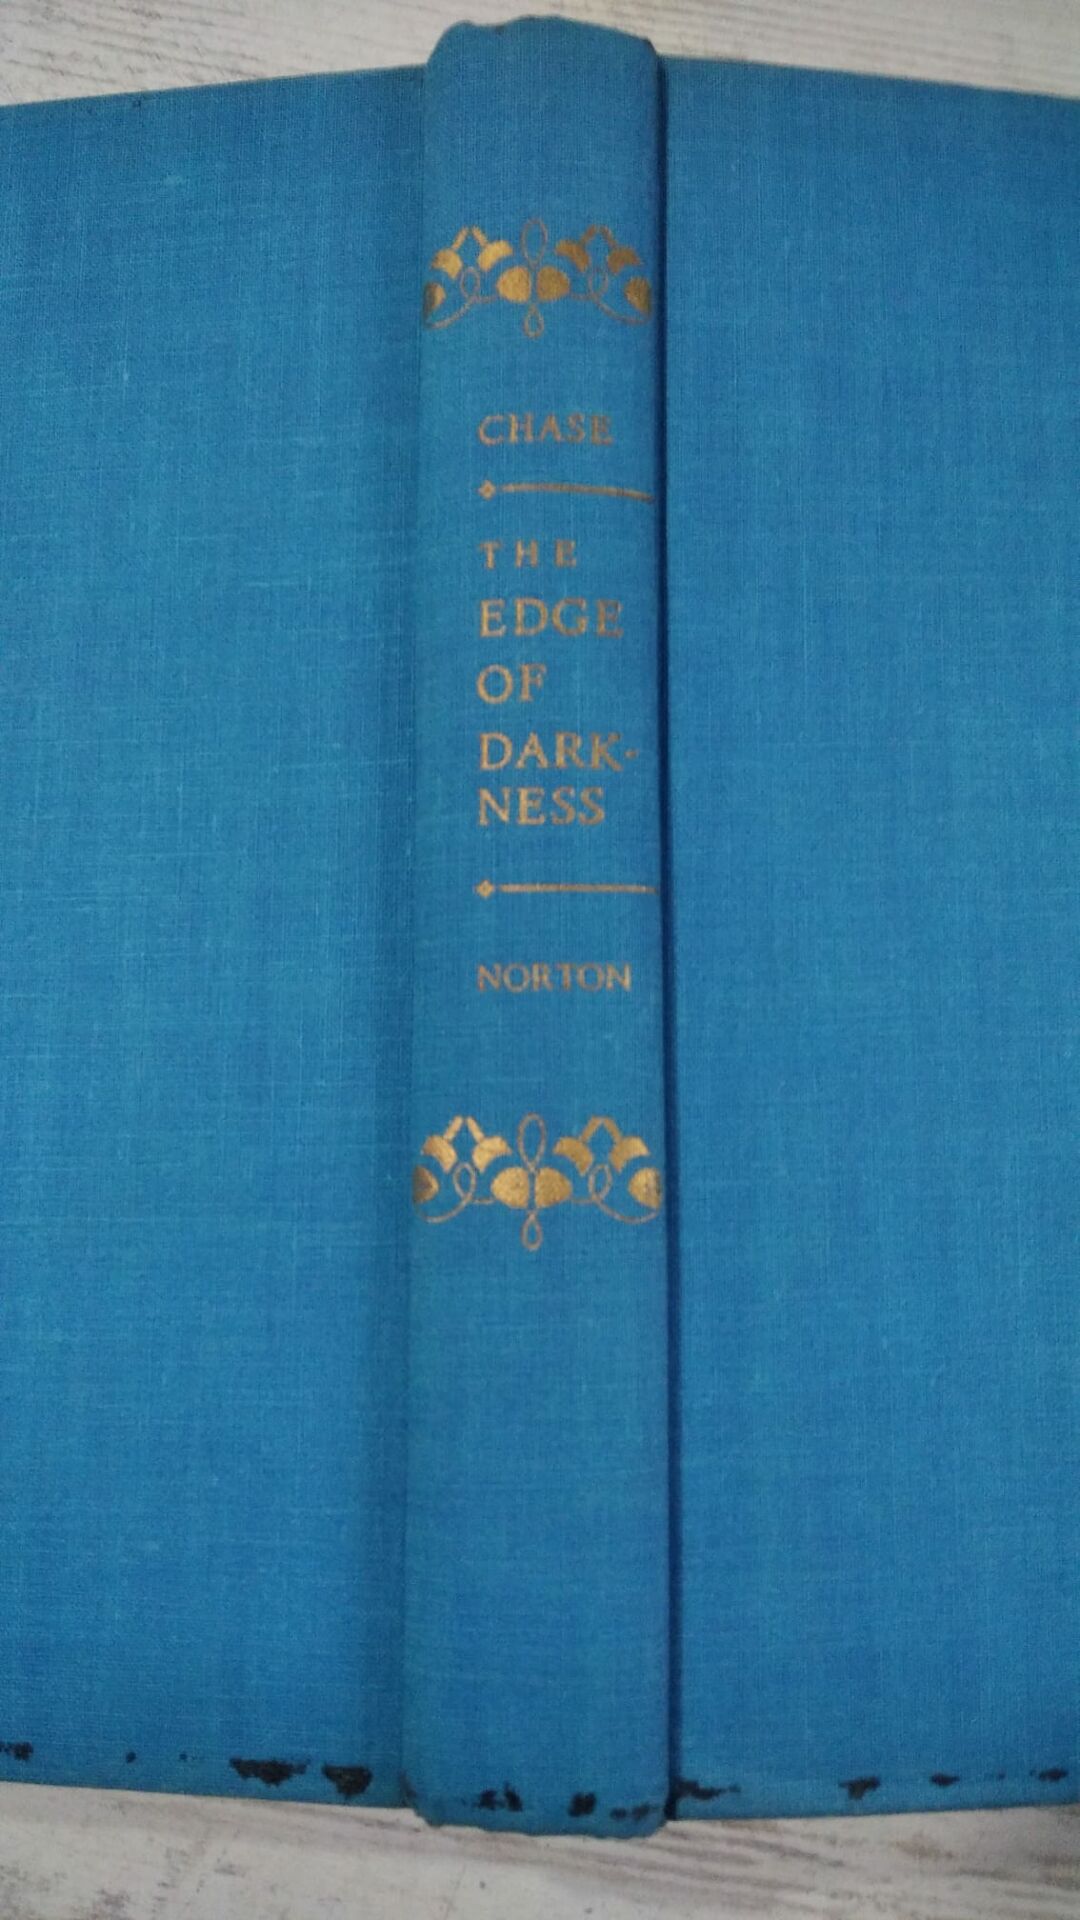 CHASE
THE
EDGE
OF
DARK-
NESS
NORTON